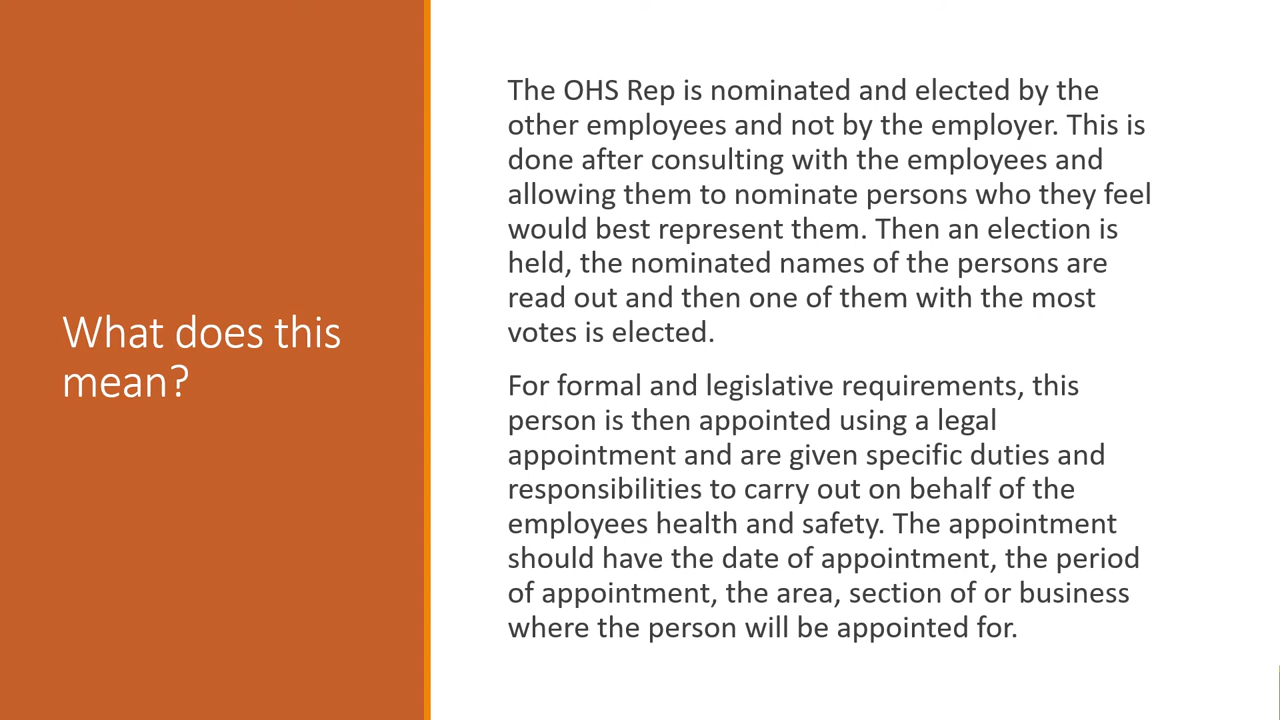 What does this
mean?
The OHS Rep is nominated and elected by the
other employees and not by the employer. This is
done after consulting with the employees and
allowing them to nominate persons who they feel
would best represent them. Then an election is
held, the nominated names of the persons are
read out and then one of them with the most
votes is elected.
For formal and legislative requirements, this
person is then appointed using a legal
appointment and are given specific duties and
responsibilities to carry out on behalf of the
employees health and safety. The appointment
should have the date of appointment, the period
of appointment, the area, section of or business
where the person will be appointed for.